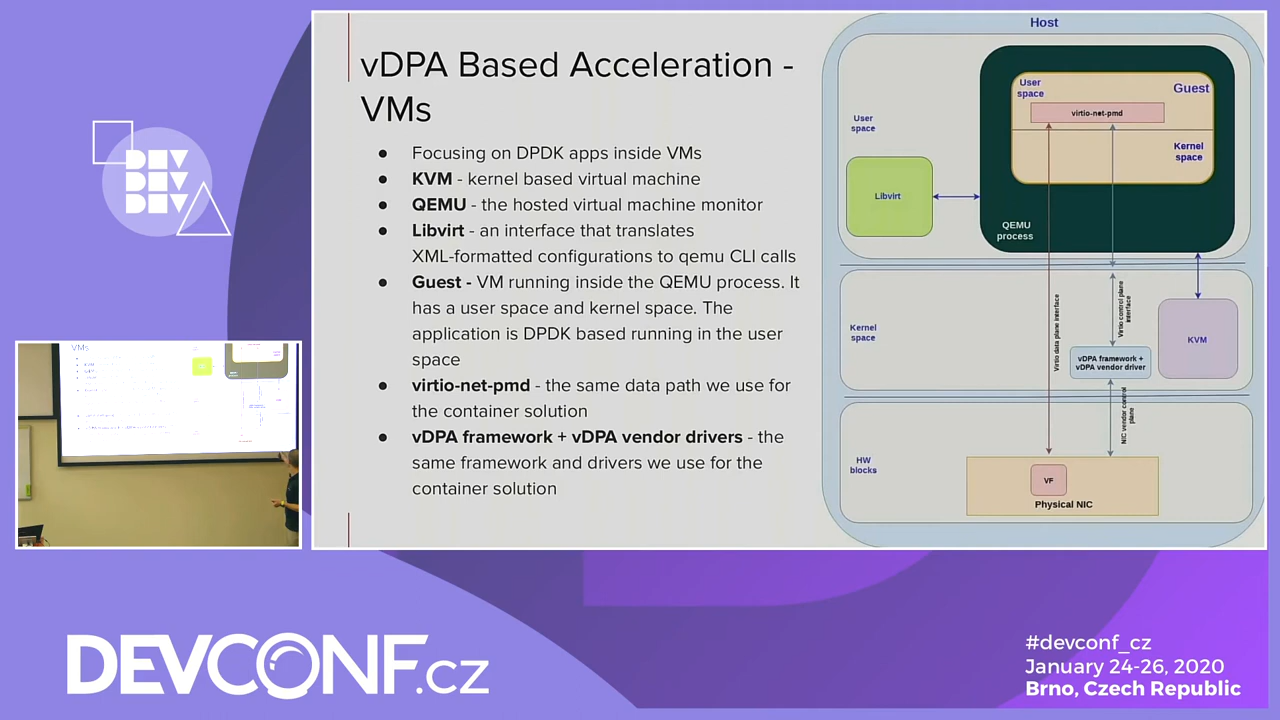 vDPA Based Acceleration -
VMs
● Focusing on DPDK apps inside VMs
● KVM - kernel based virtual machine
● QEMU - the hosted virtual machine monitor
● Libvirt - an interface that translates
XML-formatted configurations to qemu CLI calls
● Guest - VM running inside the QEMU process. It
has a user space and kernel space. The
application is DPDK based running in the user
space
● virtio-net-pmd - the same data path we use for
the container solution
● vDPA framework + vDPA vendor drivers - the
same framework and drivers we use for the
container solution
Host
User
space
Guest
virtio-net-pmd
Kernel
space
User
space
Libvirt
QEMU
process
Kernel
space
Virtio data plane interface
Virtio control plane
interface
KVM
vDPA framework +
vDPA vendor driver
NIC vendor control
plane
HW
blocks
VF
Physical NIC
DEV
DEV
DEV
VMs
DEVCONF.cz
#devconf_cz
January 24-26, 2020
Brno, Czech Republic